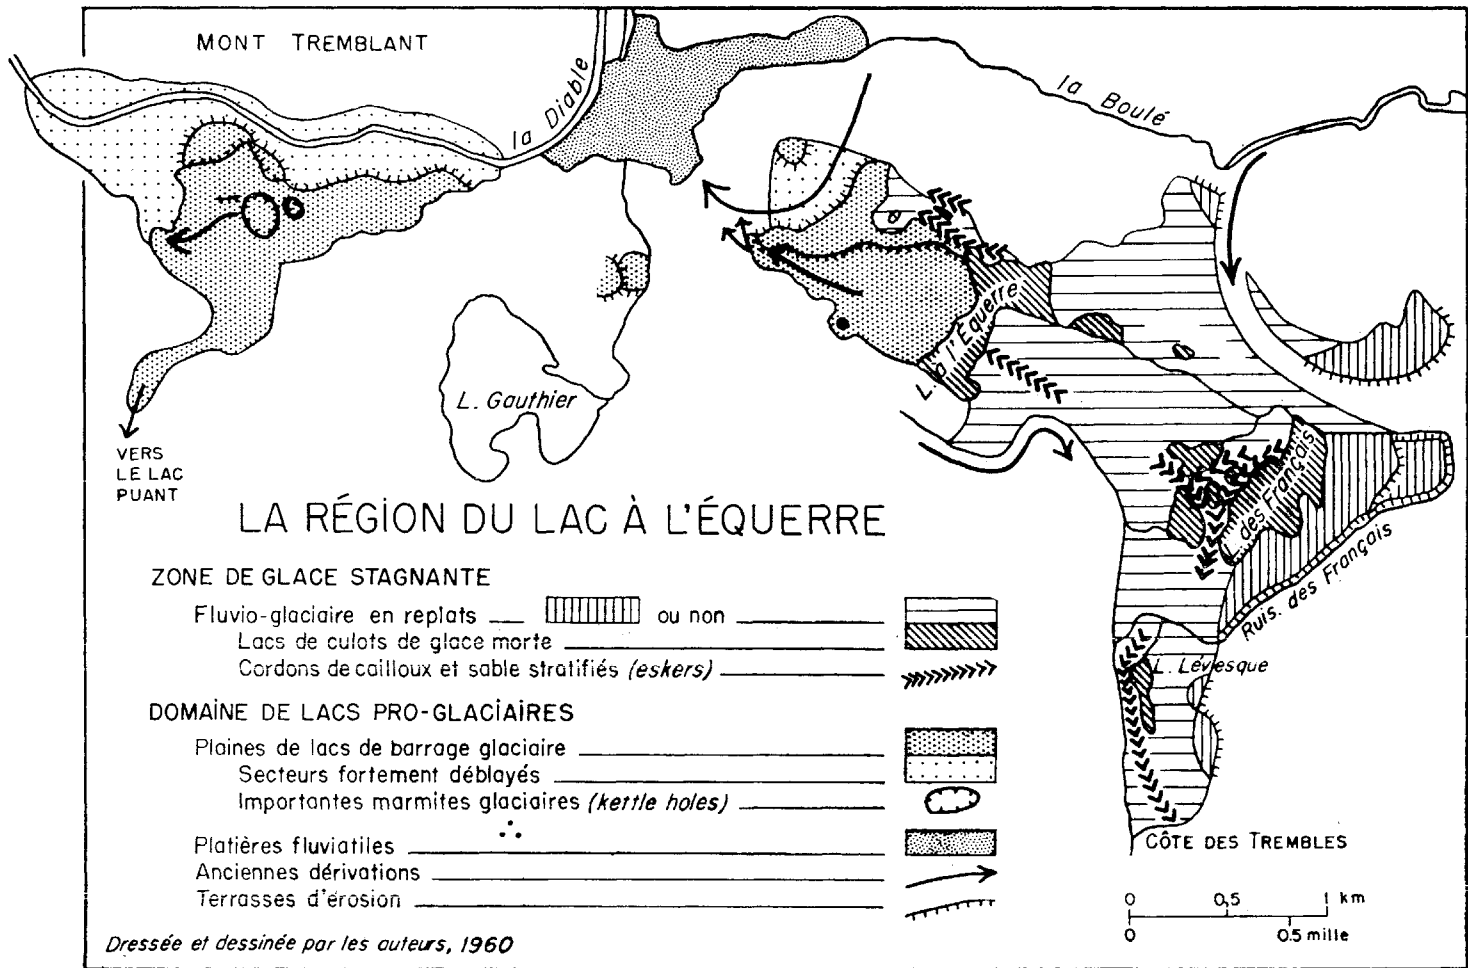 MONT TREMBLANT
la Diable
la Boulé
L. à l'Équerre
L. Gauthier
VERS
LE LAC
PUANT
L. des Français
Ruis. des Français
L. Lévesque
CÔTE DES TREMBLES
LA RÉGION DU LAC À L'ÉQUERRE
ZONE DE GLACE STAGNANTE
Fluvio-glaciaire en replats ou non
Lacs de culots de glace morte
Cordons de cailloux et sable stratifiés (eskers)
DOMAINE DE LACS PRO-GLACIAIRES
Plaines de lacs de barrage glaciaire
Secteurs fortement déblayés
Importantes marmites glaciaires (kettle holes)
Platières fluviatiles
Anciennes dérivations
Terrasses d'érosion
0 0,5 1 km
0 0.5 mille
Dressée et dessinée par les auteurs, 1960